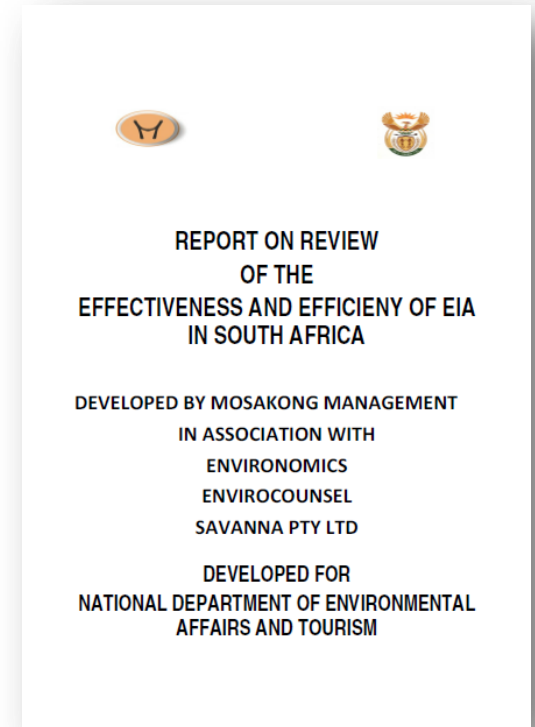 REPORT ON REVIEW
OF THE
EFFECTIVENESS AND EFFICIENY OF EIA
IN SOUTH AFRICA
DEVELOPED BY MOSAKONG MANAGEMENT
IN ASSOCIATION WITH
ENVIRONOMICS
ENVIROCOUNSEL
SAVANNA PTY LTD
DEVELOPED FOR
NATIONAL DEPARTMENT OF ENVIRONMENTAL
AFFAIRS AND TOURISM